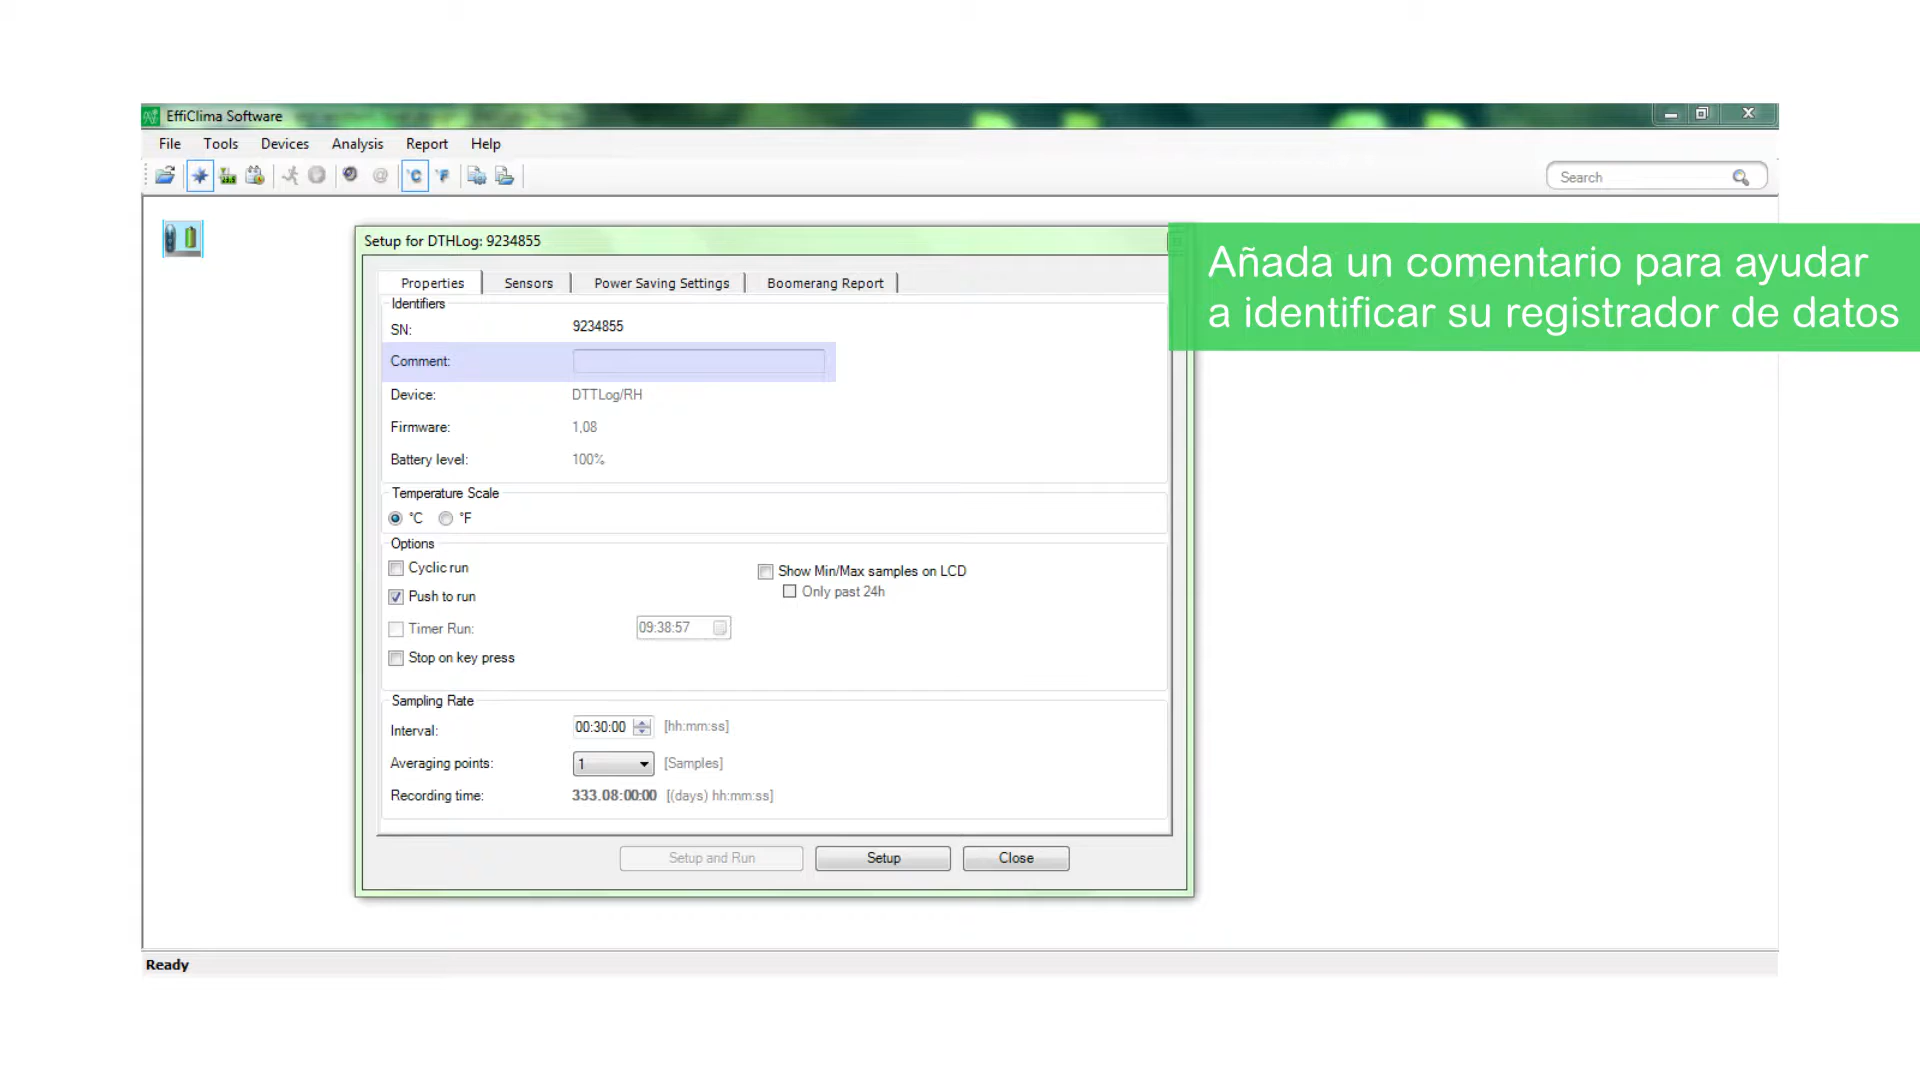 EffiClima Software
File Tools Devices Analysis Report Help
Search
Setup for DTHLog: 9234855
Añada un comentario para ayudar
a identificar su registrador de datos
Properties Sensors Power Saving Settings Boomerang Report
Identifiers
SN: 9234855
Comment:
Device: DTTLog/RH
Firmware: 1,08
Battery level: 100%
Temperature Scale
°C °F
Options
Cyclic run
Show Min/Max samples on LCD
Push to run
Only past 24h
Timer Run: 09:38:57
Stop on key press
Sampling Rate
Interval: 00:30:00 [hh:mm:ss]
Averaging points: 1 [Samples]
Recording time: 333.08:00:00 [(days) hh:mm:ss]
Setup and Run Setup Close
Ready